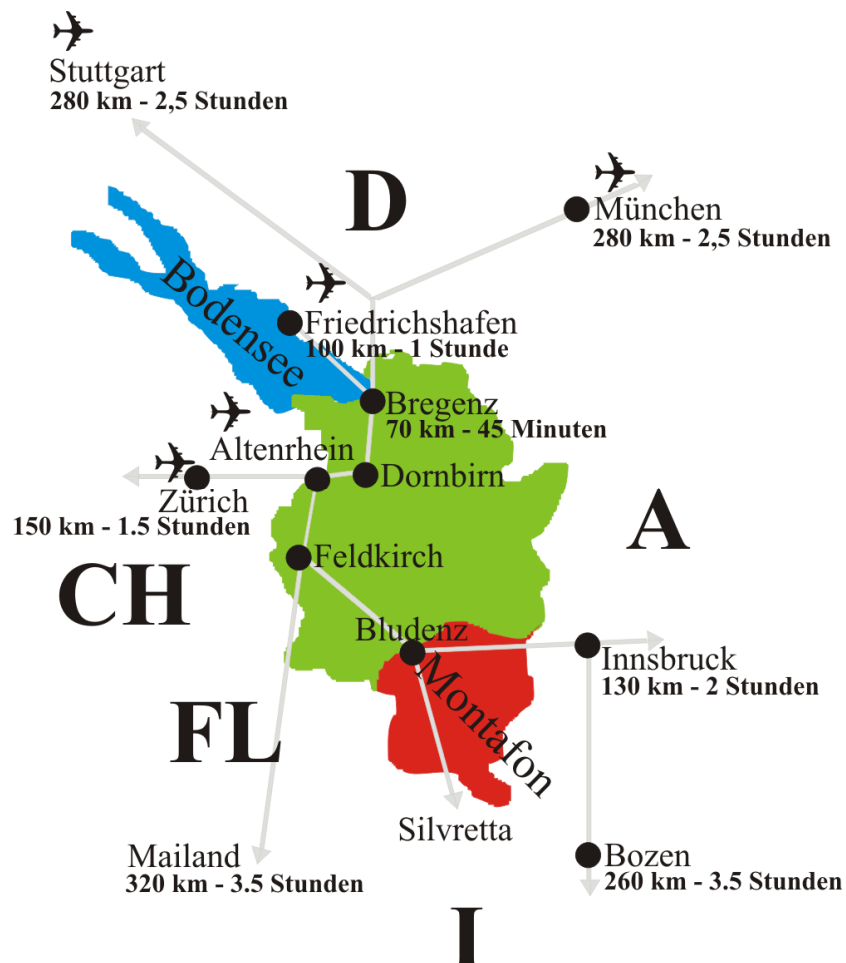 Stuttgart
280 km - 2,5 Stunden
D
München
280 km - 2,5 Stunden
Bodensee
Friedrichshafen
100 km - 1 Stunde
Bregenz
70 km - 45 Minuten
Altenrhein
Dornbirn
Zürich
150 km - 1.5 Stunden
A
Feldkirch
CH
Bludenz
Innsbruck
130 km - 2 Stunden
Montafon
FL
Silvretta
Mailand
320 km - 3.5 Stunden
Bozen
260 km - 3.5 Stunden
I